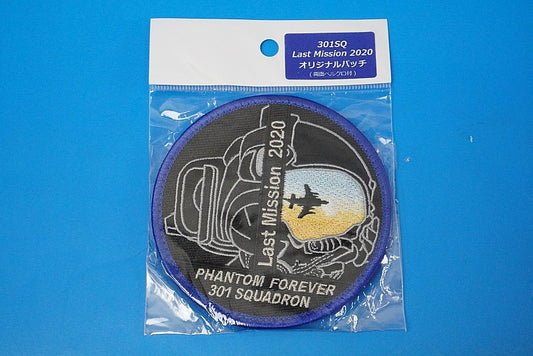 301SQ
Last Mission 2020
オリジナルパッチ
(両面ベルクロ付)
Last Mission 2020
PHANTOM FOREVER
301 SQUADRON